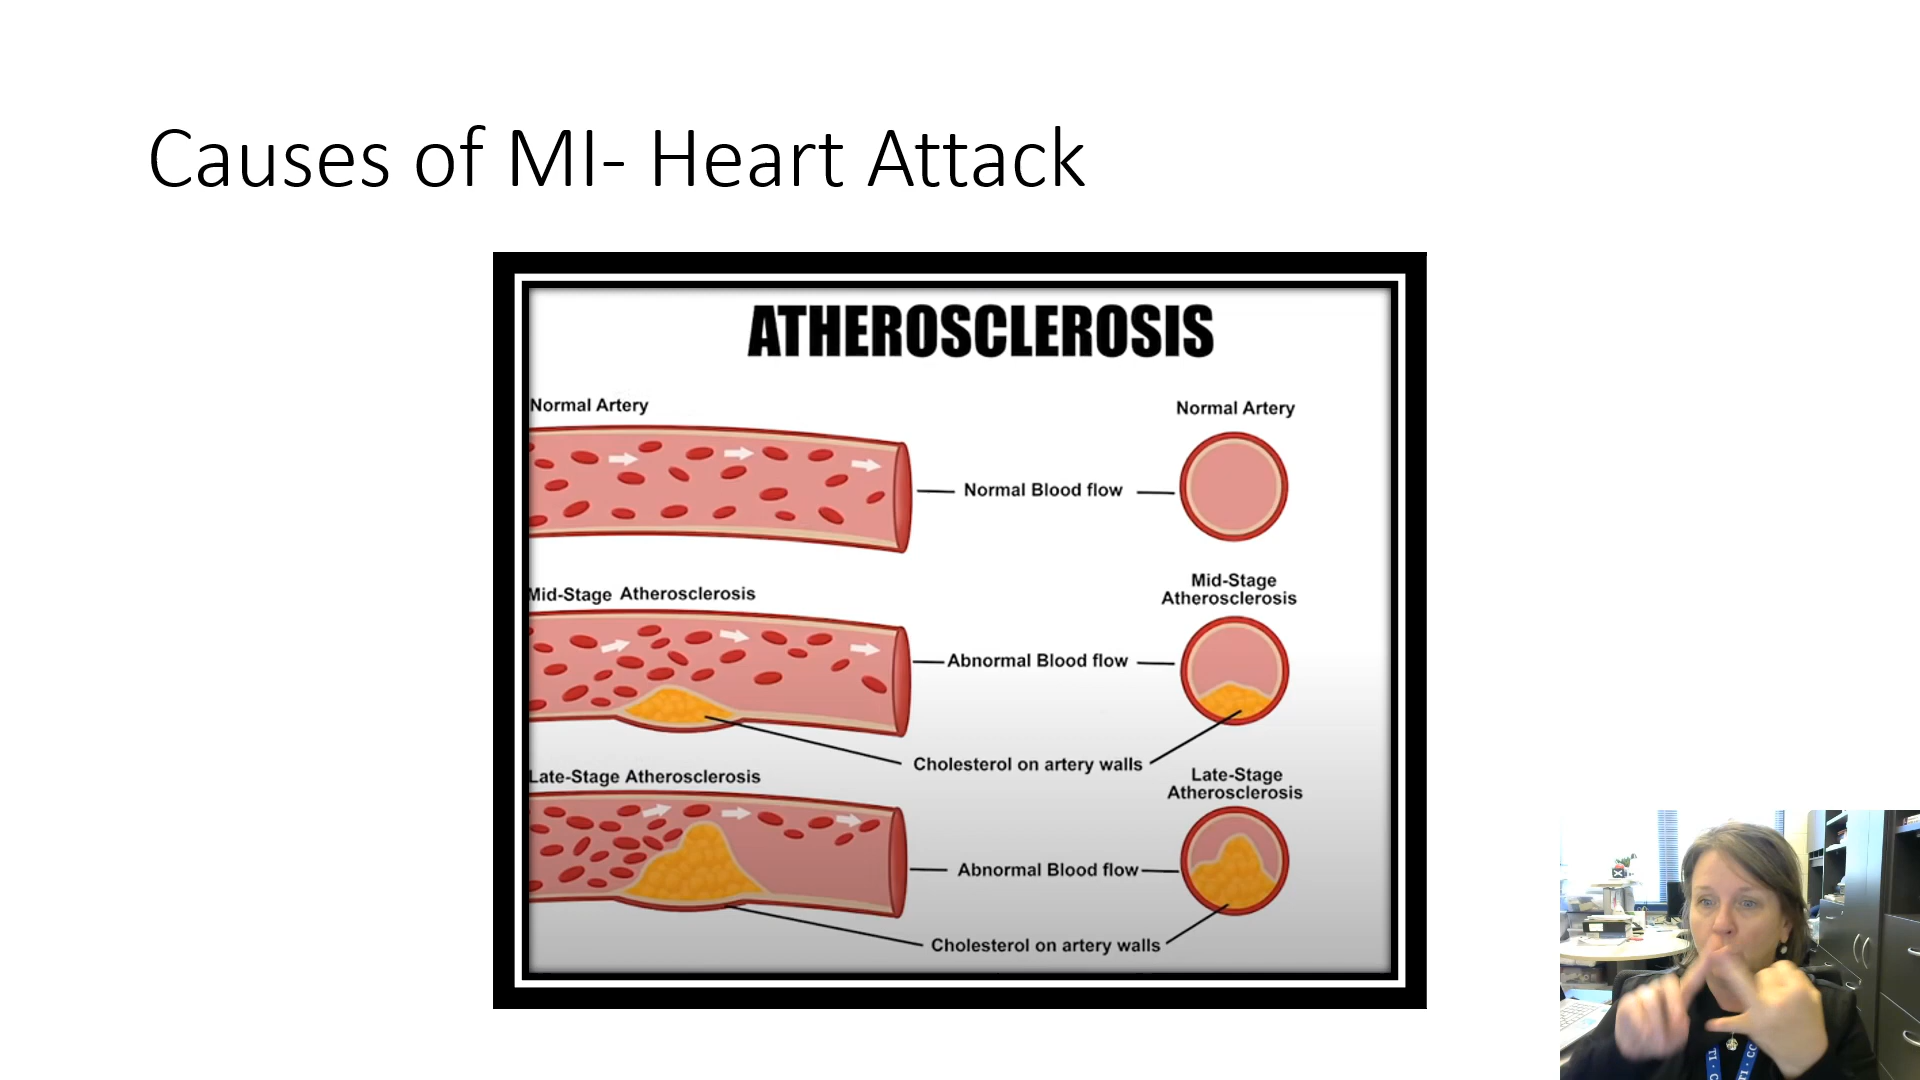 Causes of MI- Heart Attack
ATHEROSCLEROSIS
Normal Artery
Normal Artery
Normal Blood flow
Mid-Stage Atherosclerosis
Mid-Stage
Atherosclerosis
Abnormal Blood flow
Cholesterol on artery walls
Late-Stage Atherosclerosis
Late-Stage
Atherosclerosis
Abnormal Blood flow
Cholesterol on artery walls